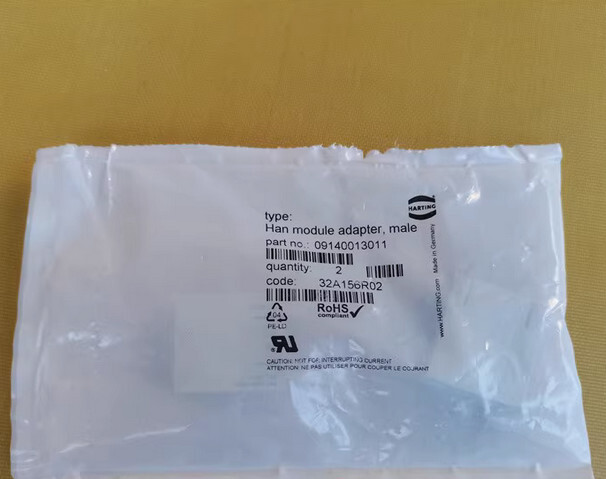 HARTING
type:
Han module adapter, male
part no.: 09140013011
quantity: 2
code: 32A156R02
04
PE-LD
RoHS
compliant
CAUTION: NOT FOR INTERRUPTING CURRENT
ATTENTION: NE PAS UTILISER POUR COUPER LE COURANT
www.HARTING.com Made in Germany